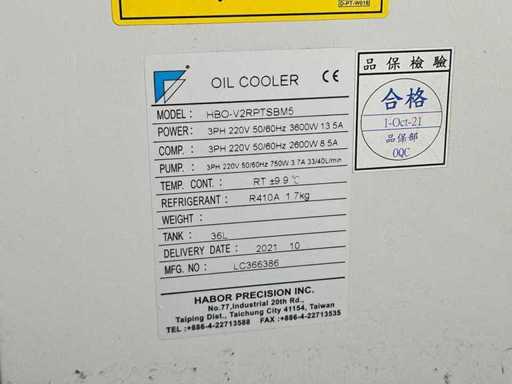 D-PT-W016
OIL COOLER CE
MODEL: HBO-V2RPTSBM5
POWER: 3PH 220V 50/60Hz 3600W 13.5A
COMP. : 3PH 220V 50/60Hz 2600W 8.5A
PUMP. : 3PH 220V 50/60Hz 750W 3.7A 33/40L/min
TEMP. CONT. : RT ±9.9℃
REFRIGERANT : R410A 1.7kg
WEIGHT :
TANK : 36L
DELIVERY DATE : 2021 10
MFG. NO : LC366386
HABOR PRECISION INC.
No.77,Industrial 20th Rd.,
Taiping Dist., Taichung City 41154, Taiwan
TEL :+886-4-22713588 FAX :+886-4-22713535
品保檢驗
合格
1-Oct-21
品保部
OQC